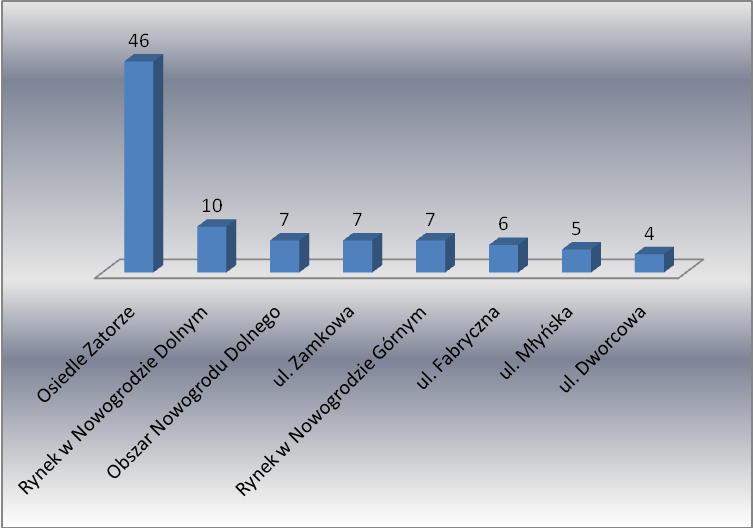 46
10
7
7
7
6
5
4
Osiedle Zatorze
Rynek w Nowogrodzie Dolnym
Obszar Nowogrodu Dolnego
ul. Zamkowa
Rynek w Nowogrodzie Górnym
ul. Fabryczna
ul. Młyńska
ul. Dworcowa